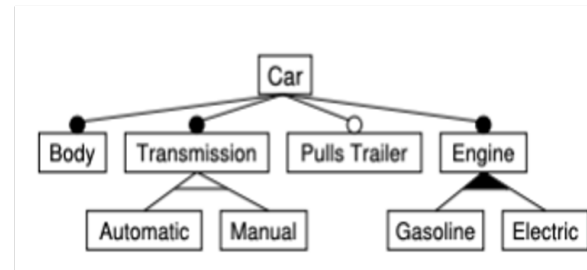 Car
Body Transmission Pulls Trailer Engine
Automatic Manual Gasoline Electric